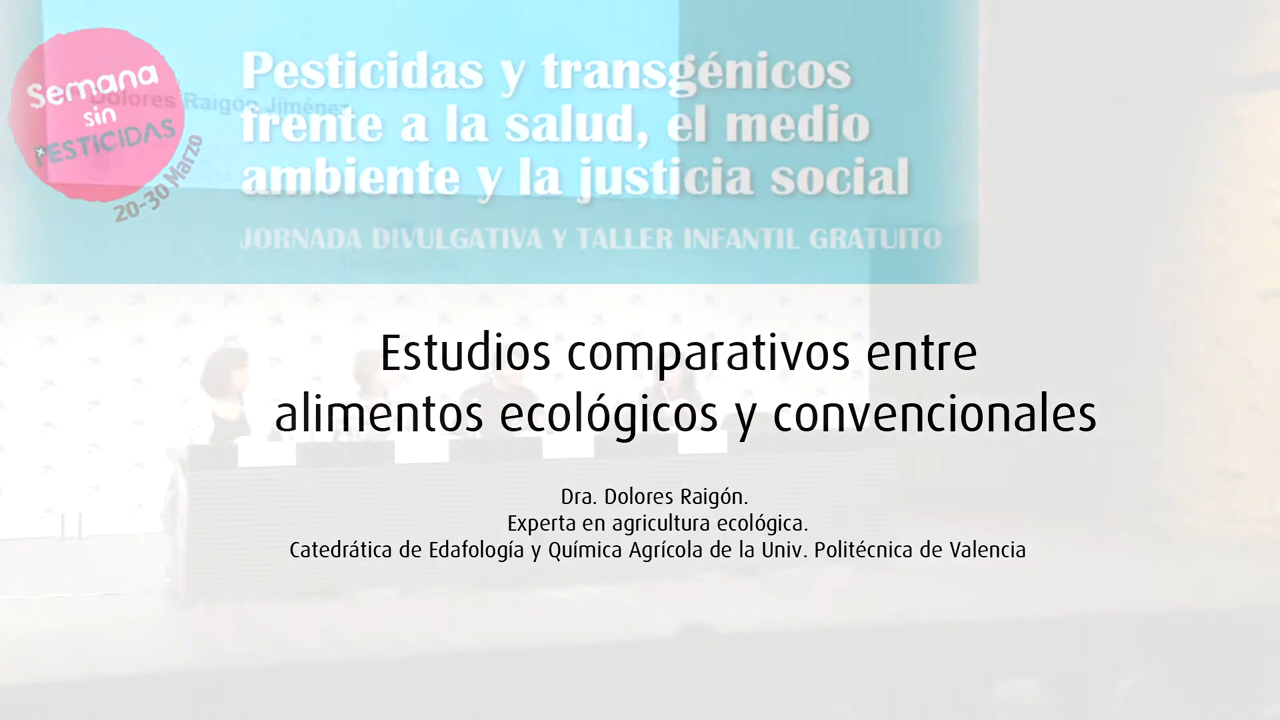 Semana
sin
PESTICIDAS
20-30 Marzo
Dolores Raigón Jiménez
Pesticidas y transgénicos
frente a la salud, el medio
ambiente y la justicia social
JORNADA DIVULGATIVA Y TALLER INFANTIL GRATUITO
Estudios comparativos entre
alimentos ecológicos y convencionales
Dra. Dolores Raigón.
Experta en agricultura ecológica.
Catedrática de Edafología y Química Agrícola de la Univ. Politécnica de Valencia